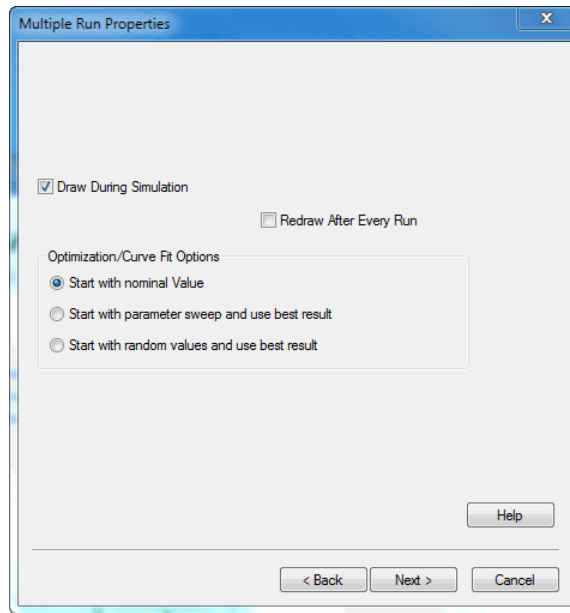 Multiple Run Properties
X
Draw During Simulation
Redraw After Every Run
Optimization/Curve Fit Options
Start with nominal Value
Start with parameter sweep and use best result
Start with random values and use best result
Help
< Back Next > Cancel